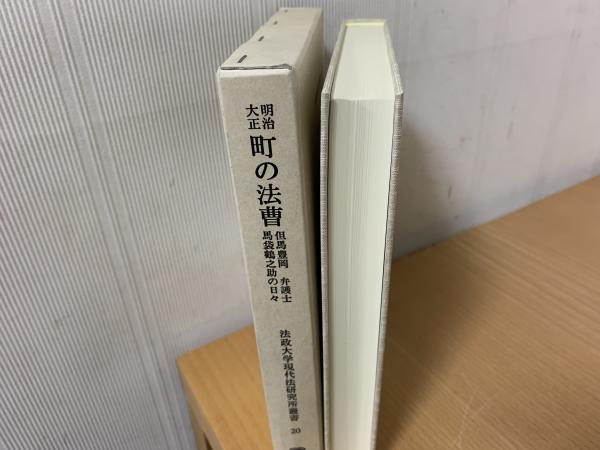 明治
大正
町の法曹
但馬豊岡 弁護士
馬袋鶴之助の日々
法政大学現代法研究所叢書
20